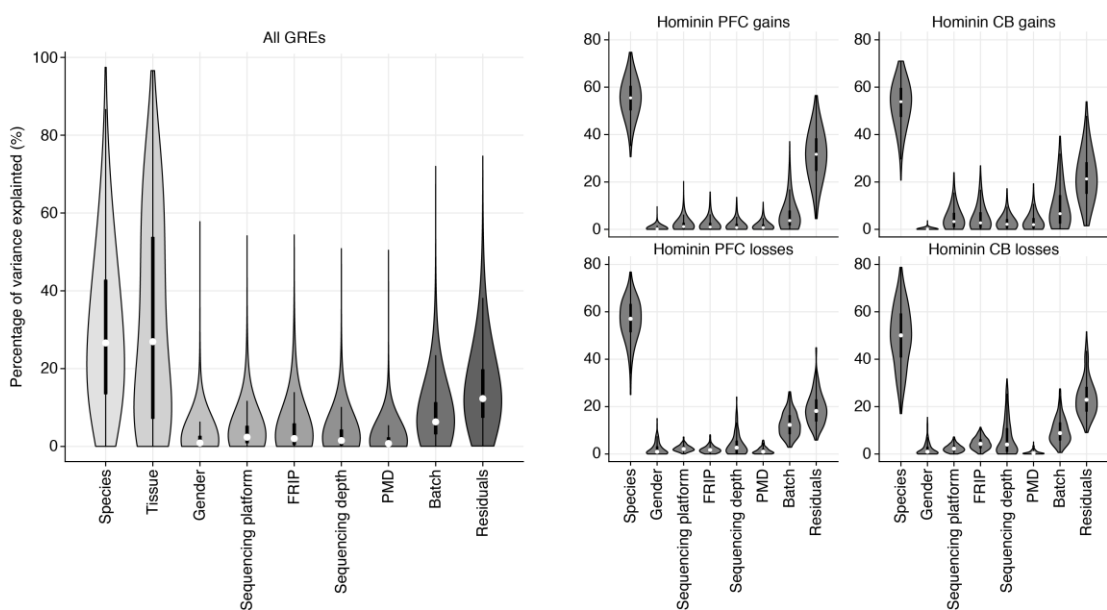 All GREs
Percentage of variance explainted (%)
100
80
60
40
20
0
Species
Tissue
Gender
Sequencing platform
FRIP
Sequencing depth
PMD
Batch
Residuals
Hominin PFC gains
80
60
40
20
0
Hominin CB gains
80
60
40
20
0
Hominin PFC losses
80
60
40
20
0
Species
Gender
Sequencing platform
FRIP
Sequencing depth
PMD
Batch
Residuals
Hominin CB losses
80
60
40
20
0
Species
Gender
Sequencing platform
FRIP
Sequencing depth
PMD
Batch
Residuals